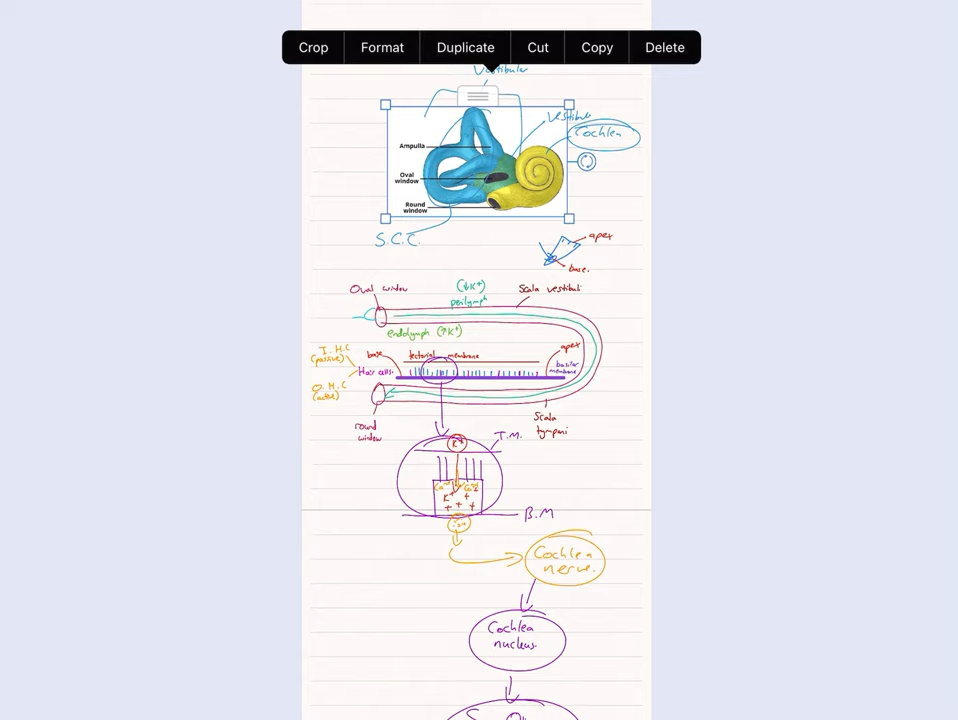 Crop Format Duplicate Cut Copy Delete
Vestibular
Vestibu
Cochlea
Ampulla
Oval
window
Round
window
S.C.C.
apex
base.
Oval window
(↓K+)
perilymph
Scala vestibuli
endolymph (↑K+)
I.H.C
(passive)
base
tectorial membrane
apex
Hair cells.
basilar
membrane
O.H.C
(active)
round
window
Scala
tympani
K+
T.M.
K+
+
+ + +
B.M
Cochlea
nerve.
Cochlea
nucleus.